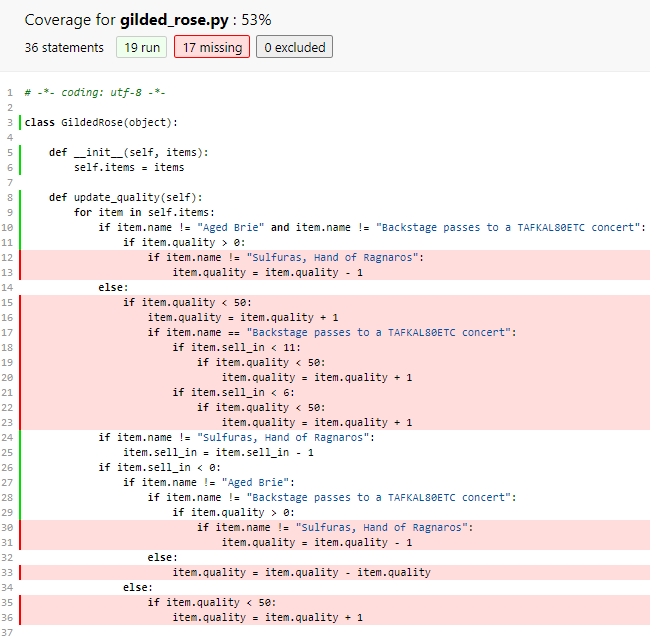 Coverage for gilded_rose.py : 53%
36 statements 19 run 17 missing 0 excluded
1 # -*- coding: utf-8 -*-
2
3 class GildedRose(object):
4
5     def __init__(self, items):
6         self.items = items
7
8     def update_quality(self):
9         for item in self.items:
10             if item.name != "Aged Brie" and item.name != "Backstage passes to a TAFKAL80ETC concert":
11                 if item.quality > 0:
12                     if item.name != "Sulfuras, Hand of Ragnaros":
13                         item.quality = item.quality - 1
14             else:
15                 if item.quality < 50:
16                     item.quality = item.quality + 1
17                     if item.name == "Backstage passes to a TAFKAL80ETC concert":
18                         if item.sell_in < 11:
19                             if item.quality < 50:
20                                 item.quality = item.quality + 1
21                         if item.sell_in < 6:
22                             if item.quality < 50:
23                                 item.quality = item.quality + 1
24             if item.name != "Sulfuras, Hand of Ragnaros":
25                 item.sell_in = item.sell_in - 1
26             if item.sell_in < 0:
27                 if item.name != "Aged Brie":
28                     if item.name != "Backstage passes to a TAFKAL80ETC concert":
29                         if item.quality > 0:
30                             if item.name != "Sulfuras, Hand of Ragnaros":
31                                 item.quality = item.quality - 1
32                     else:
33                         item.quality = item.quality - item.quality
34                 else:
35                     if item.quality < 50:
36                         item.quality = item.quality + 1
37